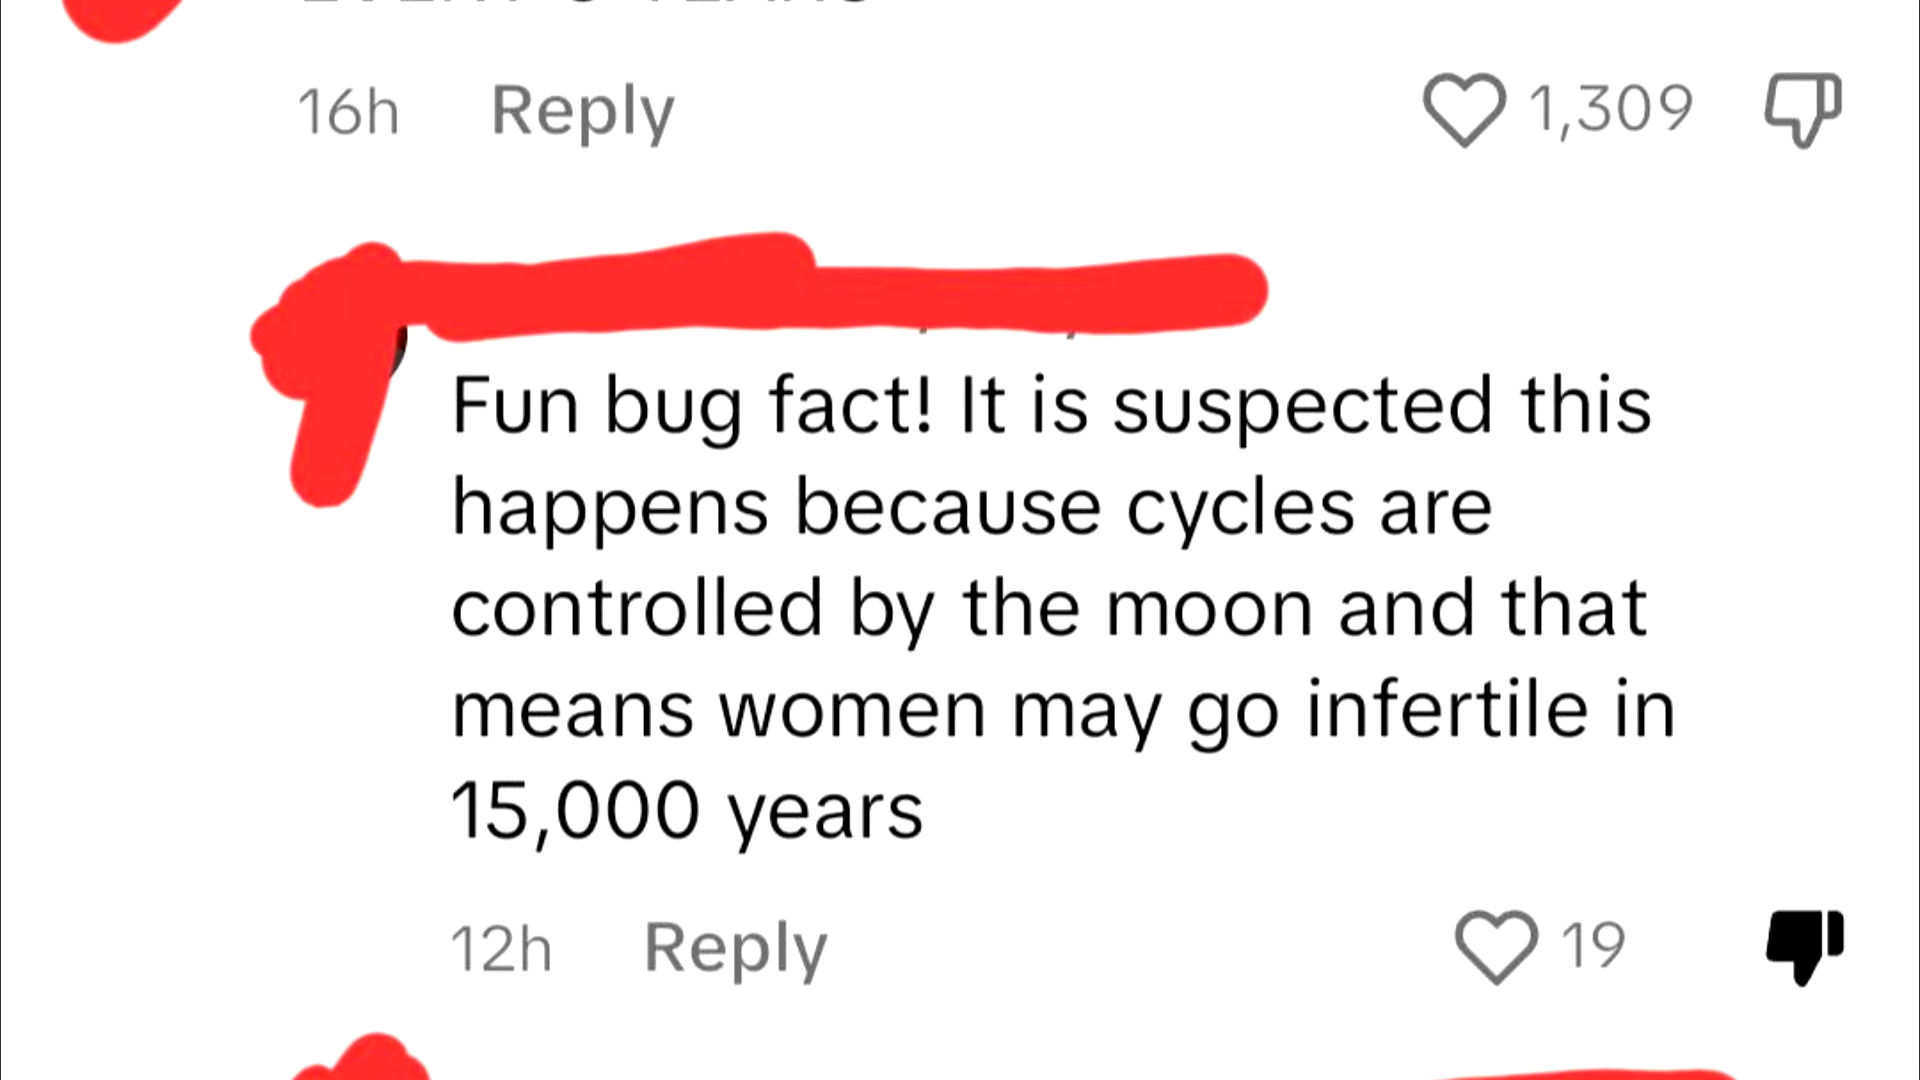 16h Reply 1,309
Fun bug fact! It is suspected this
happens because cycles are
controlled by the moon and that
means women may go infertile in
15,000 years
12h Reply 19